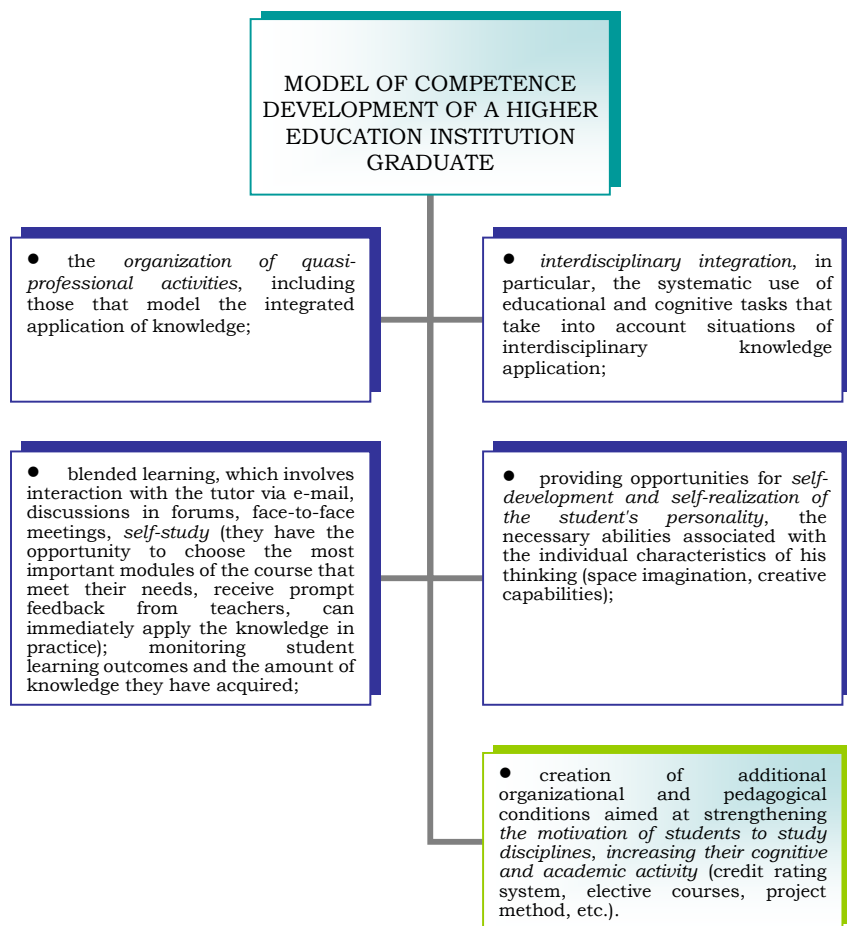 MODEL OF COMPETENCE
DEVELOPMENT OF A HIGHER
EDUCATION INSTITUTION
GRADUATE
• the organization of quasi-
professional activities, including
those that model the integrated
application of knowledge;
• interdisciplinary integration, in
particular, the systematic use of
educational and cognitive tasks that
take into account situations of
interdisciplinary knowledge
application;
• blended learning, which involves
interaction with the tutor via e-mail,
discussions in forums, face-to-face
meetings, self-study (they have the
opportunity to choose the most
important modules of the course that
meet their needs, receive prompt
feedback from teachers, can
immediately apply the knowledge in
practice); monitoring student
learning outcomes and the amount of
knowledge they have acquired;
• providing opportunities for self-
development and self-realization of
the student's personality, the
necessary abilities associated with
the individual characteristics of his
thinking (space imagination, creative
capabilities);
• creation of additional
organizational and pedagogical
conditions aimed at strengthening
the motivation of students to study
disciplines, increasing their cognitive
and academic activity (credit rating
system, elective courses, project
method, etc.).